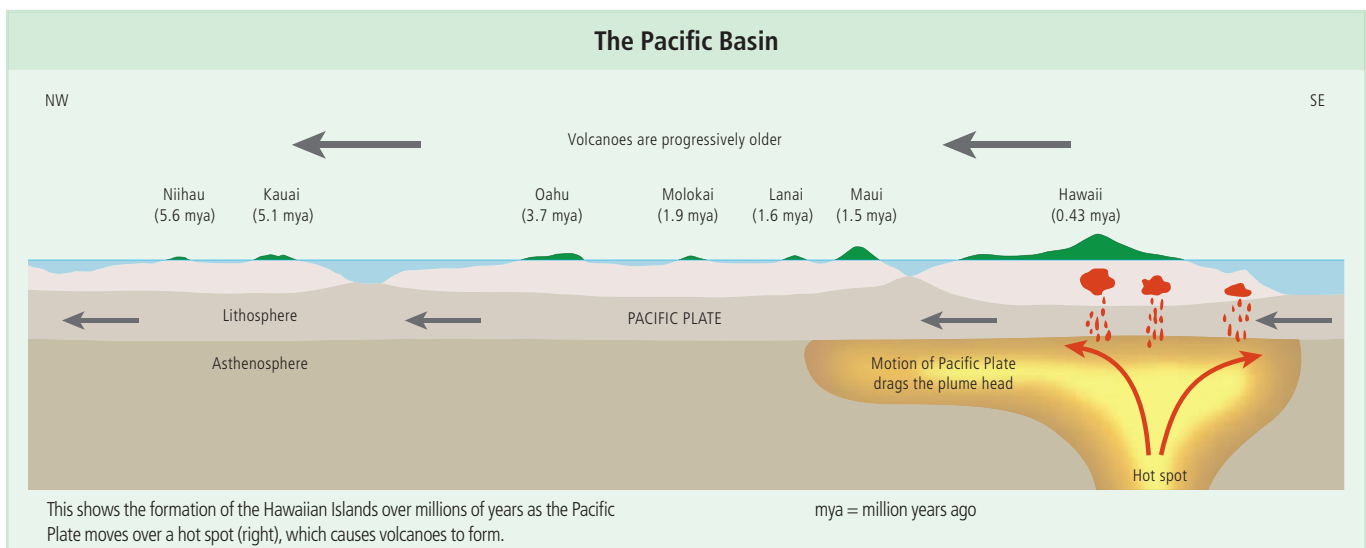 The Pacific Basin
NW
SE
Volcanoes are progressively older
Niihau
(5.6 mya)
Kauai
(5.1 mya)
Oahu
(3.7 mya)
Molokai
(1.9 mya)
Lanai
(1.6 mya)
Maui
(1.5 mya)
Hawaii
(0.43 mya)
Lithosphere
PACIFIC PLATE
Asthenosphere
Motion of Pacific Plate
drags the plume head
Hot spot
This shows the formation of the Hawaiian Islands over millions of years as the Pacific
Plate moves over a hot spot (right), which causes volcanoes to form.
mya = million years ago